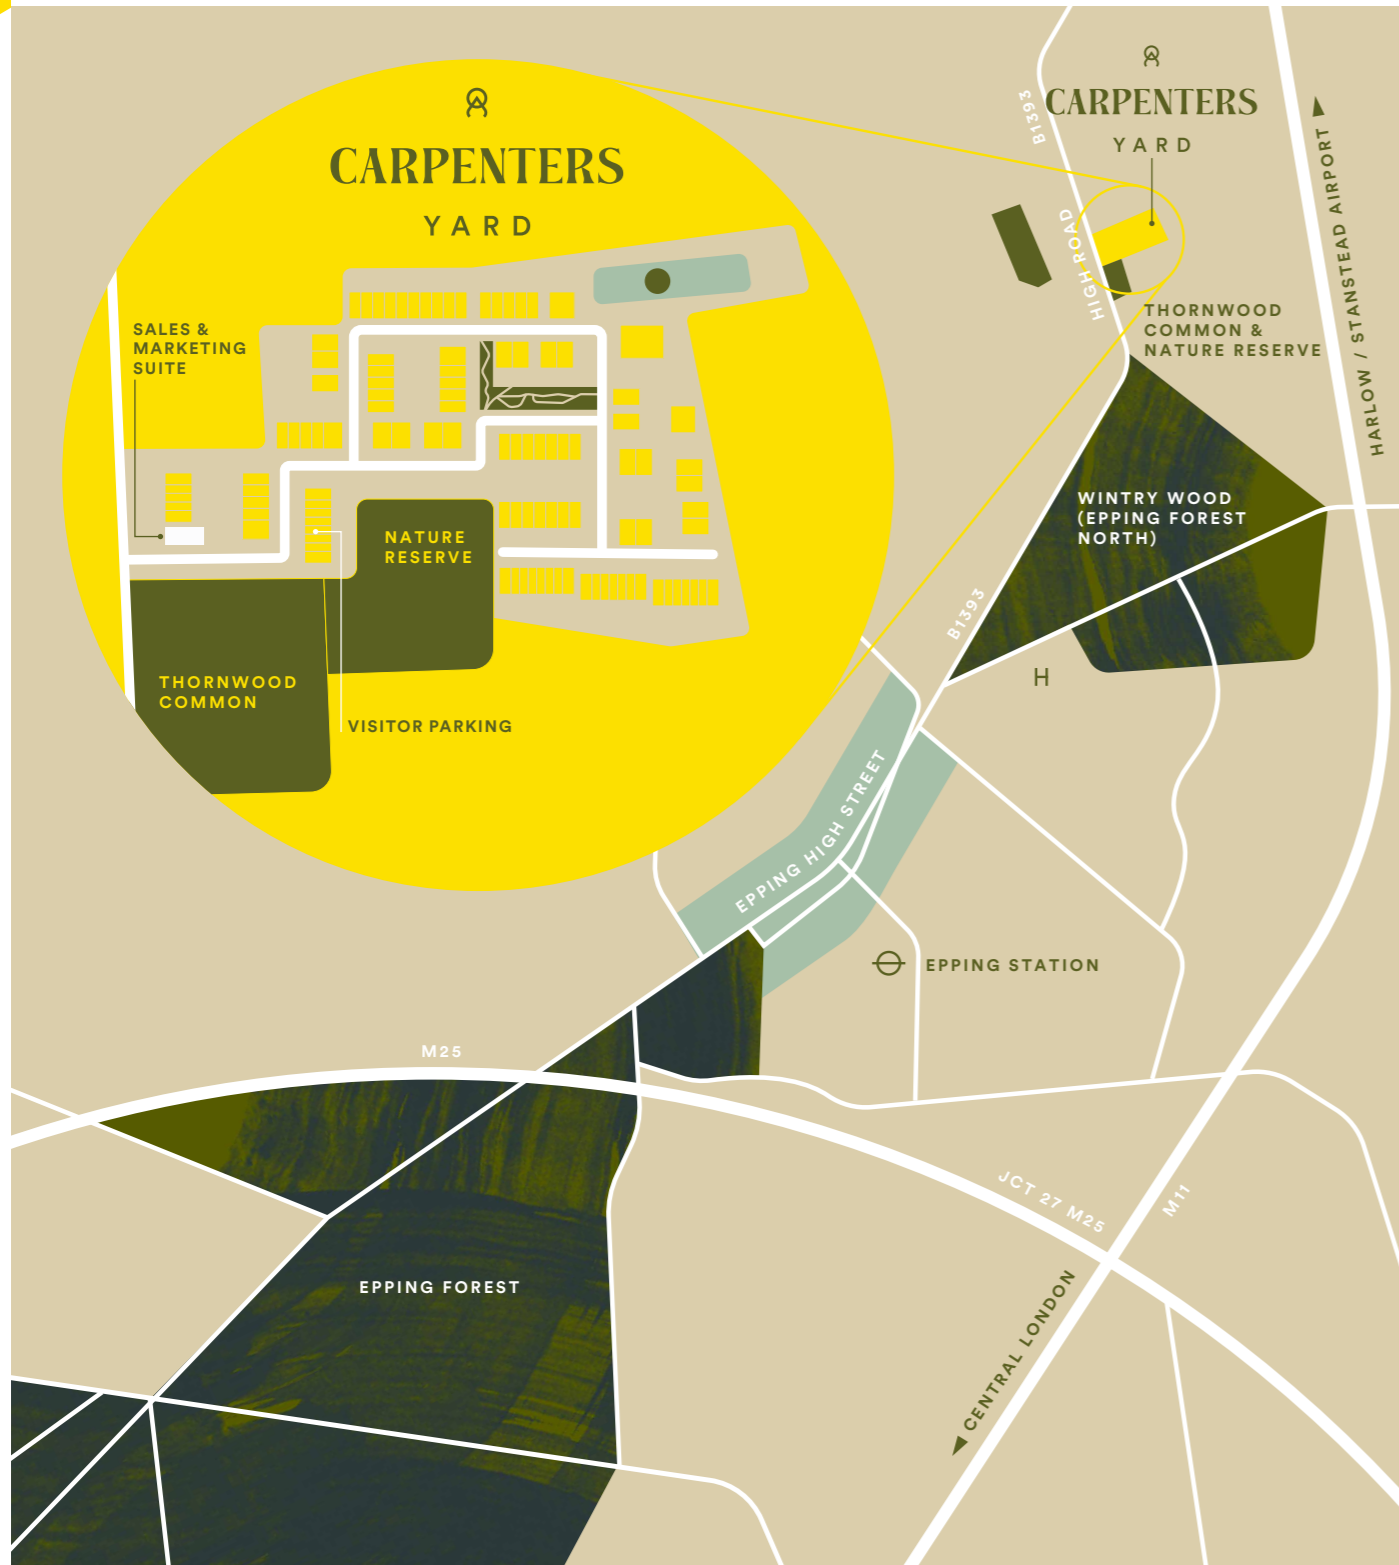 CARPENTERS
YARD
SALES &
MARKETING
SUITE
NATURE
RESERVE
THORNWOOD
COMMON
VISITOR PARKING
B1393
CARPENTERS
YARD
HIGH ROAD
THORNWOOD
COMMON &
NATURE RESERVE
HARLOW / STANSTEAD AIRPORT
WINTRY WOOD
(EPPING FOREST
NORTH)
B1393
H
EPPING HIGH STREET
EPPING STATION
M25
JCT 27 M25
M11
EPPING FOREST
CENTRAL LONDON